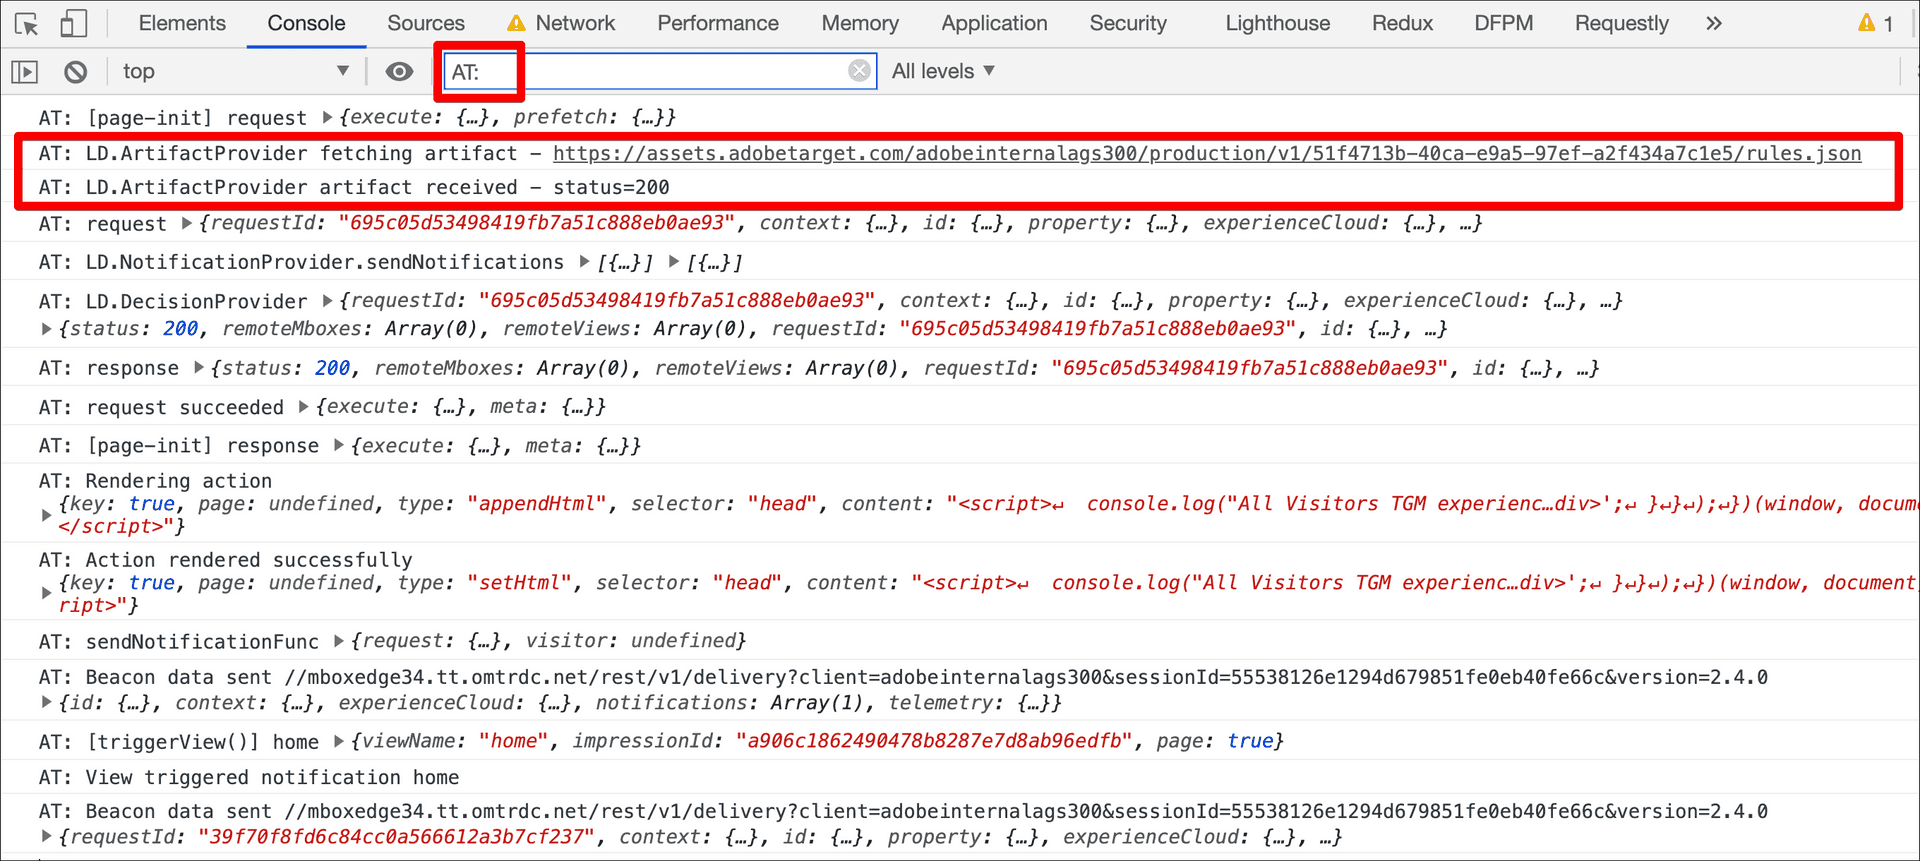 Elements Console Sources Network Performance Memory Application Security Lighthouse Redux DFPM Requestly » 1
top AT: All levels
AT: [page-init] request ▶{execute: {…}, prefetch: {…}}
AT: LD.ArtifactProvider fetching artifact - https://assets.adobetarget.com/adobeinternalags300/production/v1/51f4713b-40ca-e9a5-97ef-a2f434a7c1e5/rules.json
AT: LD.ArtifactProvider artifact received - status=200
AT: request ▶{requestId: "695c05d53498419fb7a51c888eb0ae93", context: {…}, id: {…}, property: {…}, experienceCloud: {…}, …}
AT: LD.NotificationProvider.sendNotifications ▶[{…}] ▶[{…}]
AT: LD.DecisionProvider ▶{requestId: "695c05d53498419fb7a51c888eb0ae93", context: {…}, id: {…}, property: {…}, experienceCloud: {…}, …}
▶{status: 200, remoteMboxes: Array(0), remoteViews: Array(0), requestId: "695c05d53498419fb7a51c888eb0ae93", id: {…}, …}
AT: response ▶{status: 200, remoteMboxes: Array(0), remoteViews: Array(0), requestId: "695c05d53498419fb7a51c888eb0ae93", id: {…}, …}
AT: request succeeded ▶{execute: {…}, meta: {…}}
AT: [page-init] response ▶{execute: {…}, meta: {…}}
AT: Rendering action
{key: true, page: undefined, type: "appendHtml", selector: "head", content: "<script>↵  console.log("All Visitors TGM experienc…div>';↵ }↵}↵);↵})(window, docum
▶</script>"}
AT: Action rendered successfully
{key: true, page: undefined, type: "setHtml", selector: "head", content: "<script>↵  console.log("All Visitors TGM experienc…div>';↵ }↵}↵);↵})(window, document
▶ript>"}
AT: sendNotificationFunc ▶{request: {…}, visitor: undefined}
AT: Beacon data sent //mboxedge34.tt.omtrdc.net/rest/v1/delivery?client=adobeinternalags300&sessionId=55538126e1294d679851fe0eb40fe66c&version=2.4.0
▶{id: {…}, context: {…}, experienceCloud: {…}, notifications: Array(1), telemetry: {…}}
AT: [triggerView()] home ▶{viewName: "home", impressionId: "a906c1862490478b8287e7d8ab96edfb", page: true}
AT: View triggered notification home
AT: Beacon data sent //mboxedge34.tt.omtrdc.net/rest/v1/delivery?client=adobeinternalags300&sessionId=55538126e1294d679851fe0eb40fe66c&version=2.4.0
▶{requestId: "39f70f8fd6c84cc0a566612a3b7cf237", context: {…}, id: {…}, property: {…}, experienceCloud: {…}, …}